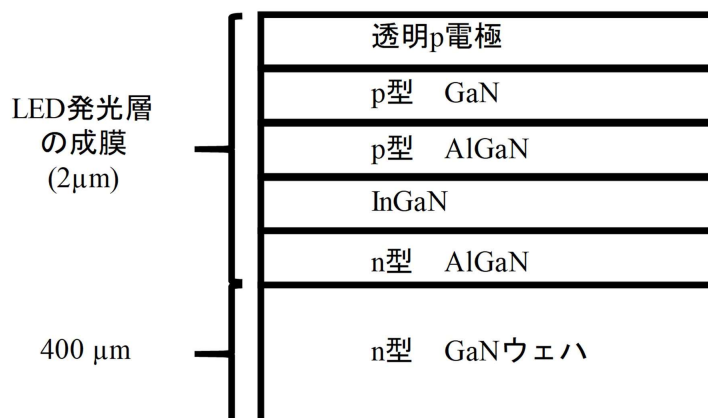 透明p電極
p型　GaN
LED発光層
の成膜
(2μm)
p型　AlGaN
InGaN
n型　AlGaN
400 μm
n型　GaNウェハ